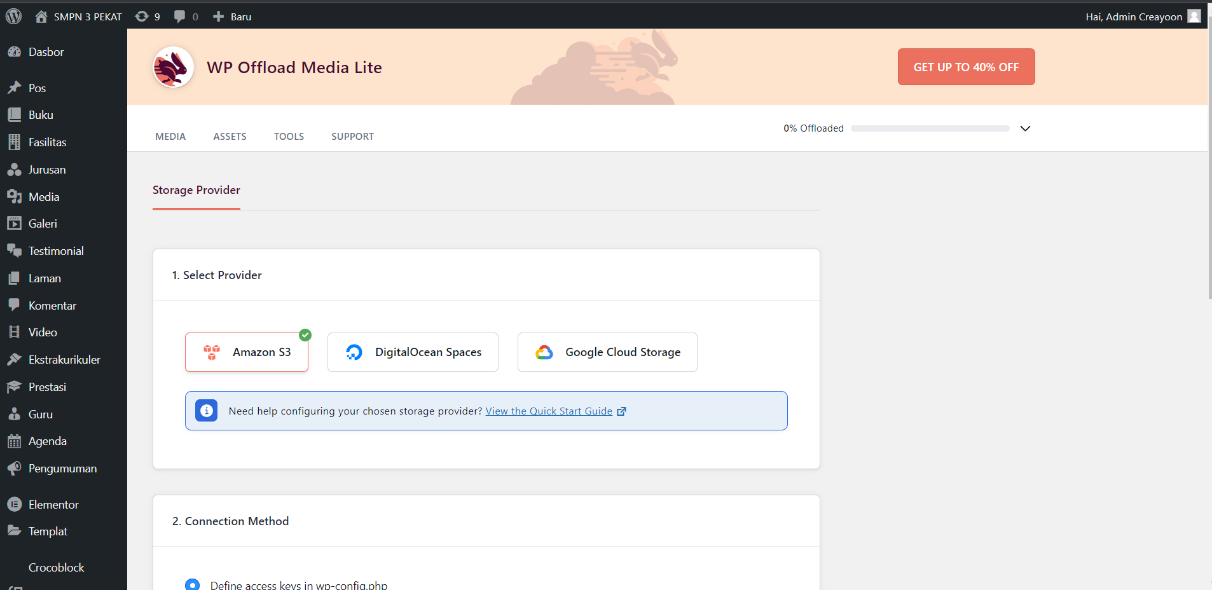 SMPN 3 PEKAT 9 0 Baru Hai, Admin Creayoon
Dasbor
Pos
Buku
Fasilitas
Jurusan
Media
Galeri
Testimonial
Laman
Komentar
Video
Ekstrakurikuler
Prestasi
Guru
Agenda
Pengumuman
Elementor
Templat
Crocoblock
WP Offload Media Lite
GET UP TO 40% OFF
MEDIA ASSETS TOOLS SUPPORT
0% Offloaded
Storage Provider
1. Select Provider
Amazon S3 DigitalOcean Spaces Google Cloud Storage
Need help configuring your chosen storage provider? View the Quick Start Guide
2. Connection Method
Define access keys in wp-config.php